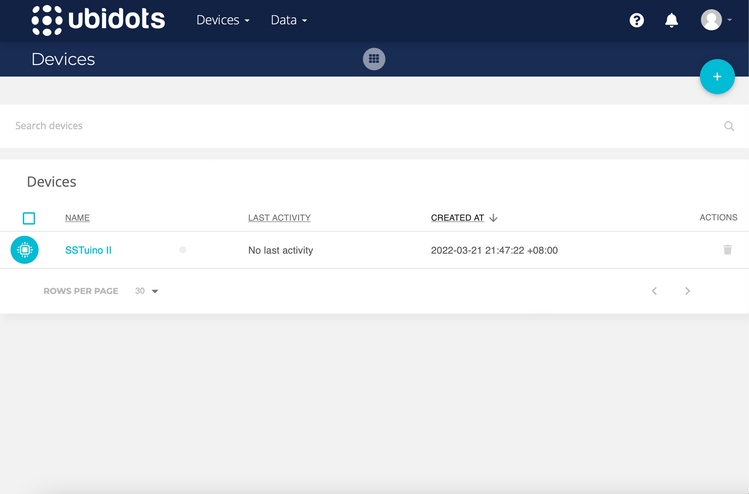 ubidots Devices Data
Devices
Search devices
Devices
NAME LAST ACTIVITY CREATED AT ACTIONS
SSTuino II No last activity 2022-03-21 21:47:22 +08:00
ROWS PER PAGE 30